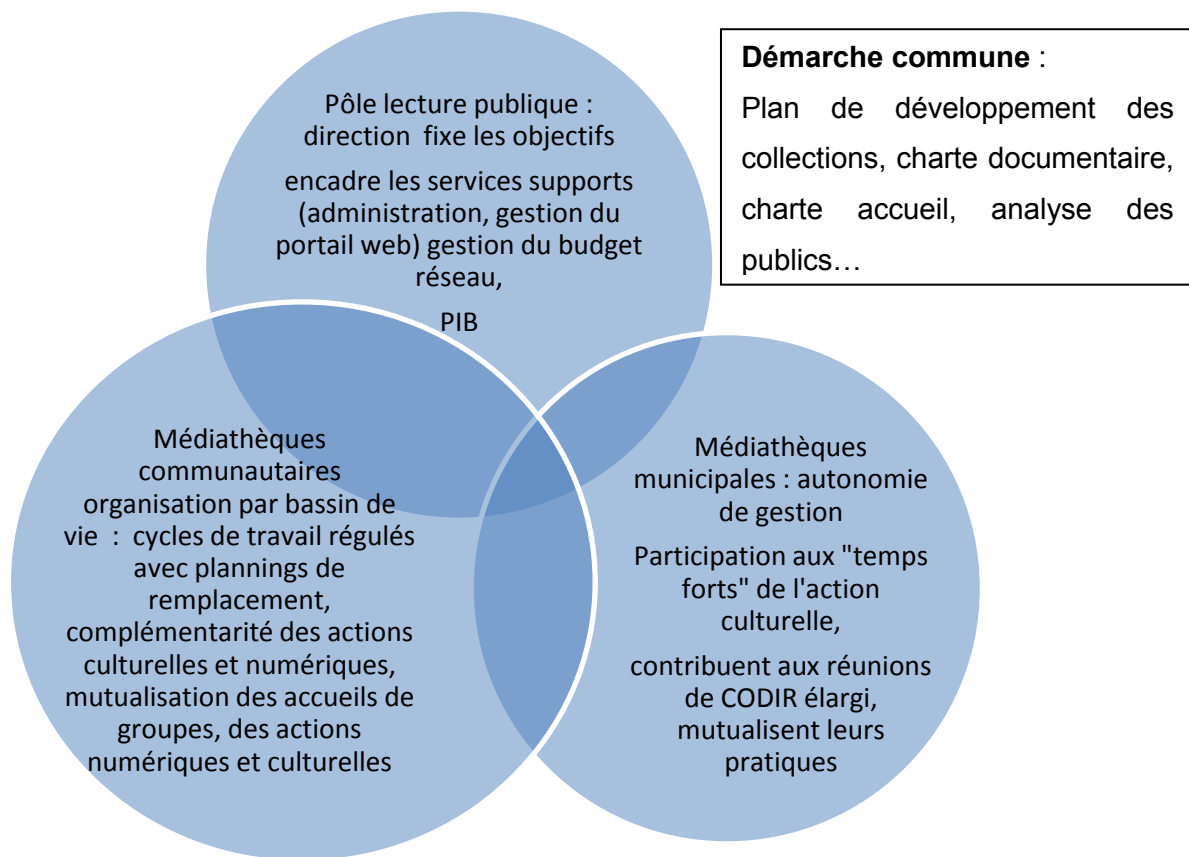 Pôle lecture publique :
direction  fixe les objectifs
encadre les services supports
(administration, gestion du
portail web) gestion du budget
réseau,
PIB
Démarche commune :
Plan de développement des
collections, charte documentaire,
charte accueil, analyse des
publics…
Médiathèques
communautaires
organisation par bassin de
vie  :  cycles de travail régulés
avec plannings de
remplacement,
complémentarité des actions
culturelles et numériques,
mutualisation des accueils de
groupes, des actions
numériques et culturelles
Médiathèques
municipales : autonomie
de gestion
Participation aux "temps
forts" de l'action
culturelle,
contribuent aux réunions
de CODIR élargi,
mutualisent leurs
pratiques